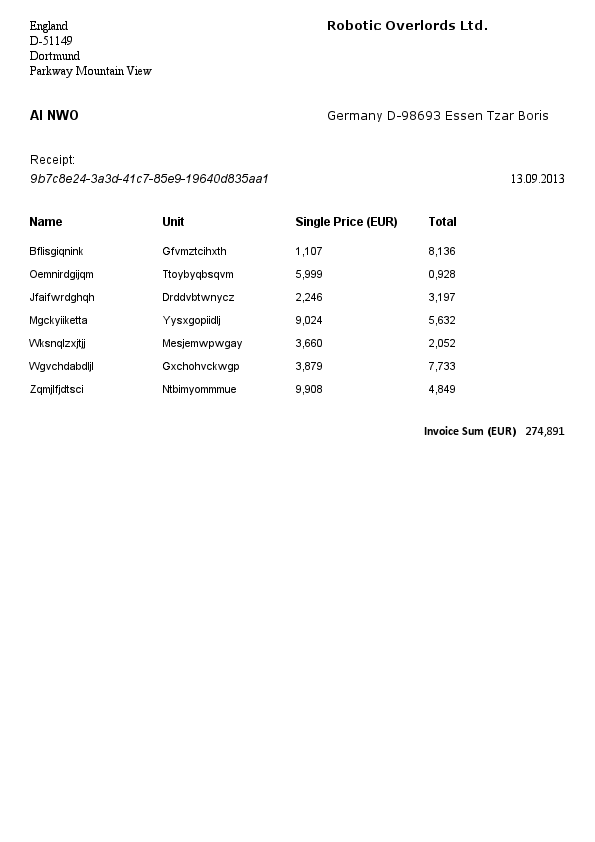 England
D-51149
Dortmund
Parkway Mountain View
Robotic Overlords Ltd.
AI NWO
Germany D-98693 Essen Tzar Boris
Receipt:
9b7c8e24-3a3d-41c7-85e9-19640d835aa1
13.09.2013
Name Unit Single Price (EUR) Total
Bflisgiqnink Gfvmztcihxth 1,107 8,136
Oemnirdgijqm Ttoybyqbsqvm 5,999 0,928
Jfaifwrdghqh Drddvbtwnycz 2,246 3,197
Mgckyiiketta Yysxgopiidlj 9,024 5,632
Wksnqlzxjtjj Mesjemwpwgay 3,660 2,052
Wgvchdabdljl Gxchohvckwgp 3,879 7,733
Zqmjlfjdtsci Ntbimyommmue 9,908 4,849
Invoice Sum (EUR) 274,891